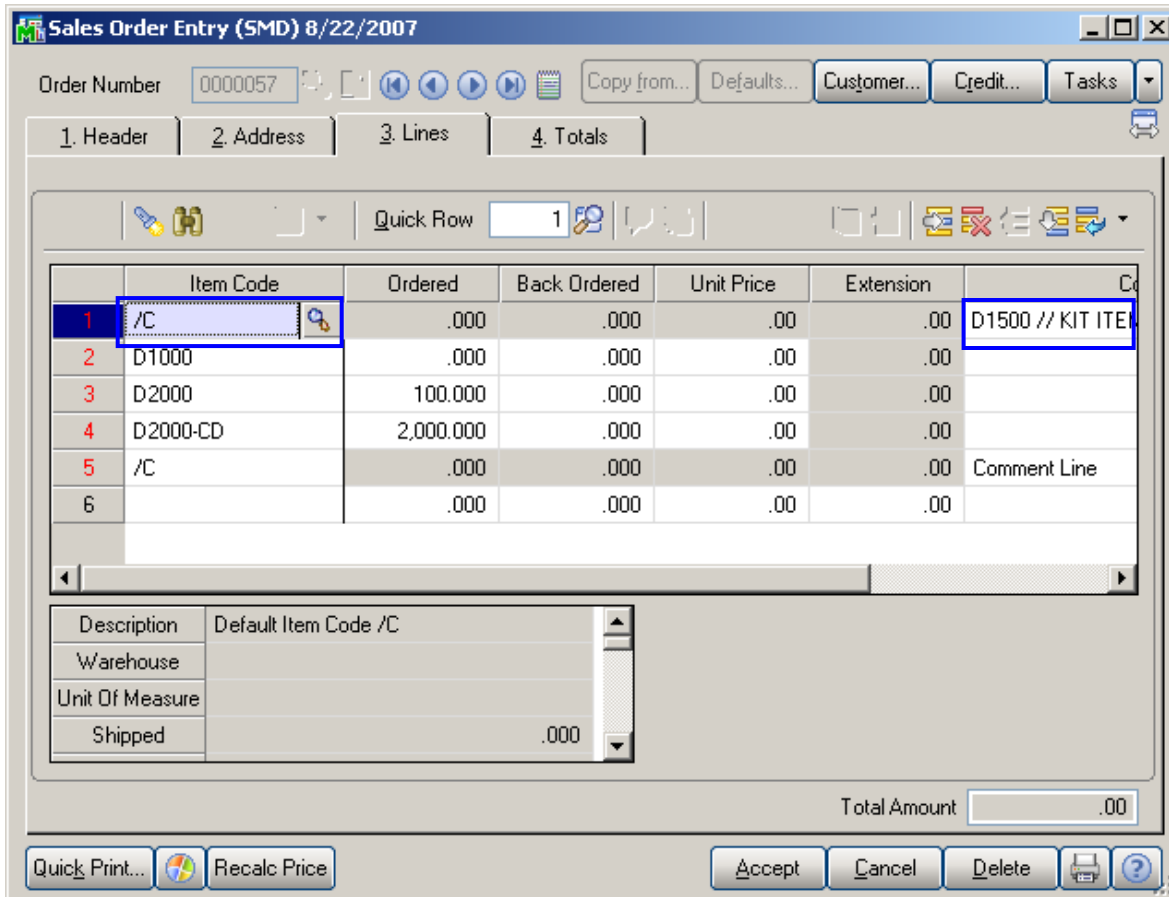 Sales Order Entry (SMD) 8/22/2007
Order Number 0000057 Copy from... Defaults... Customer... Credit... Tasks
1. Header 2. Address 3. Lines 4. Totals
Quick Row 1
Item Code Ordered Back Ordered Unit Price Extension
1 /C .000 .000 .00 .00 D1500 // KIT
2 D1000 .000 .000 .00 .00
3 D2000 100.000 .000 .00 .00
4 D2000-CD 2,000.000 .000 .00 .00
5 /C .000 .000 .00 .00 Comment Line
6 .000 .000 .00 .00
Description Default Item Code /C
Warehouse
Unit Of Measure
Shipped .000
Total Amount .00
Quick Print... Recalc Price Accept Cancel Delete